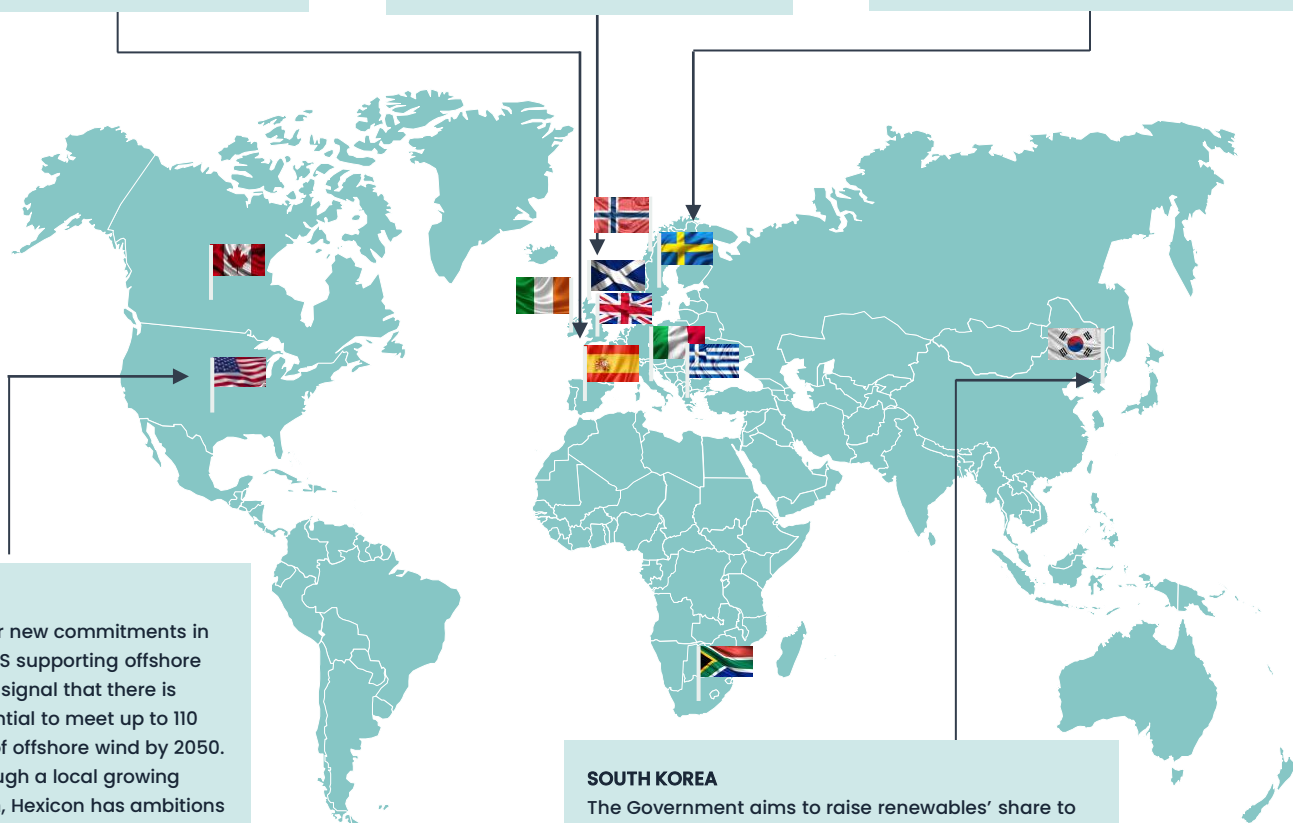 r new commitments in
S supporting offshore
signal that there is
ntial to meet up to 110
f offshore wind by 2050.
ugh a local growing
, Hexicon has ambitions
SOUTH KOREA
The Government aims to raise renewables’ share to